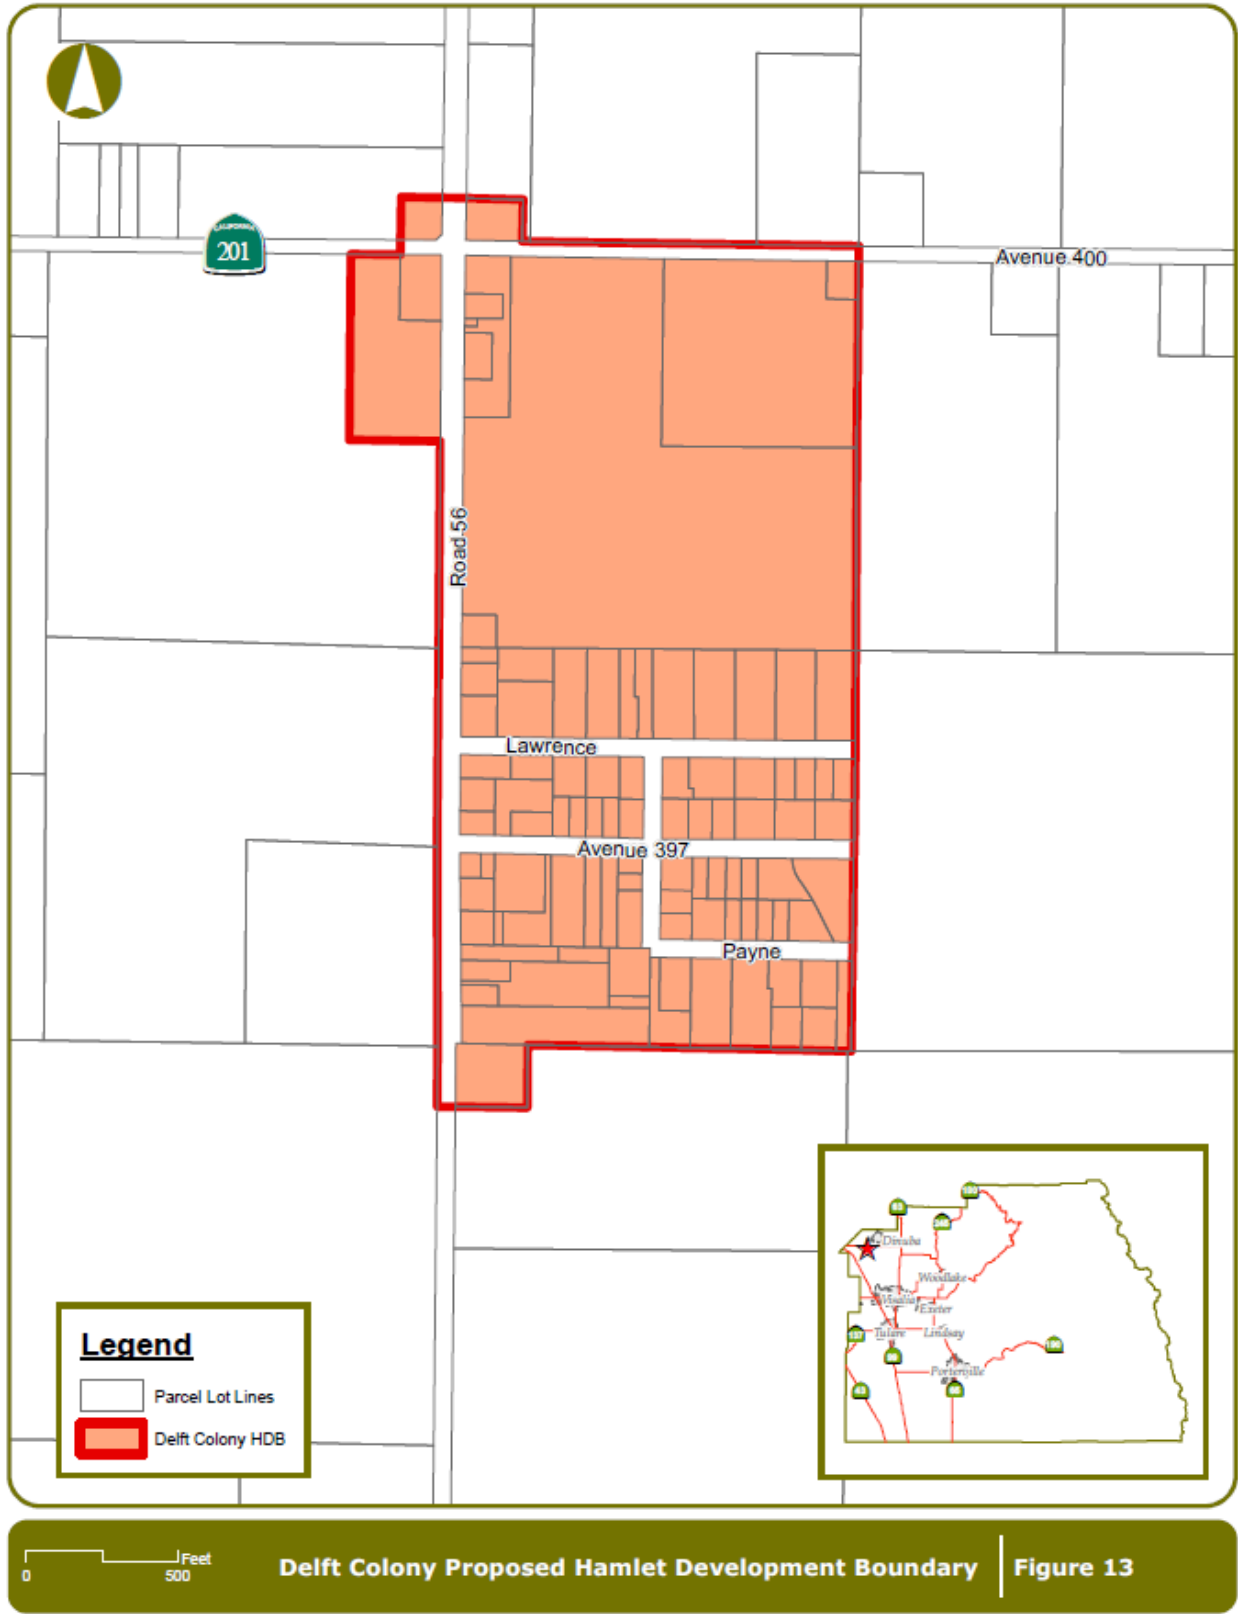 CALIFORNIA
201
Avenue 400
Road 56
Lawrence
Avenue 397
Payne
Dinuba
Woodlake
Visalia
Exeter
Tulare
Lindsay
Porterville
Legend
Parcel Lot Lines
Delft Colony HDB
Feet
0 500
Delft Colony Proposed Hamlet Development Boundary
Figure 13